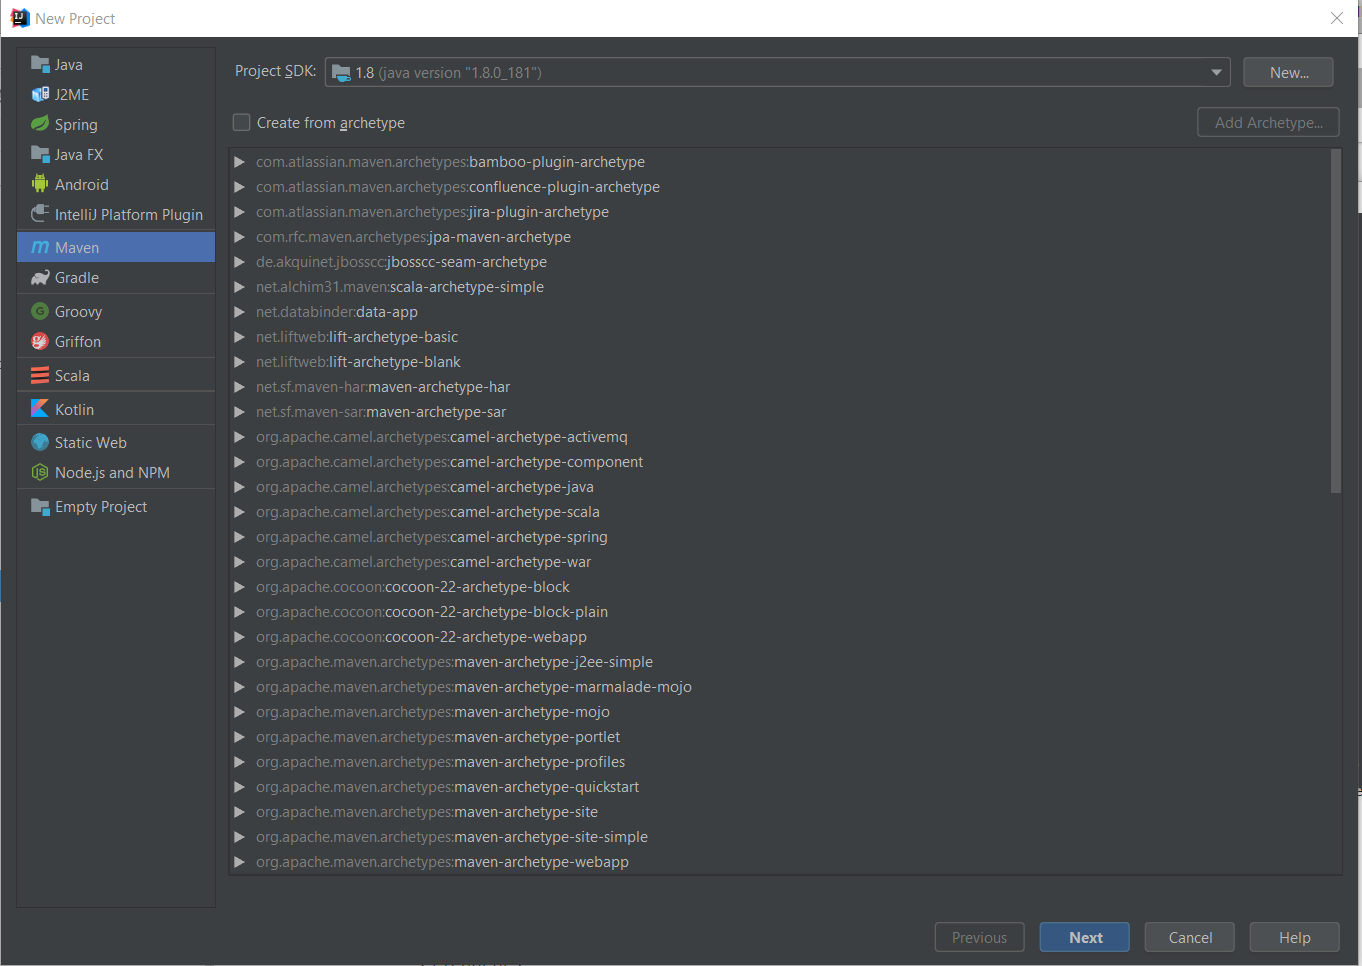 New Project
Java
J2ME
Spring
Java FX
Android
IntelliJ Platform Plugin
Maven
Gradle
Groovy
Griffon
Scala
Kotlin
Static Web
Node.js and NPM
Empty Project
Project SDK: 1.8 (java version "1.8.0_181") New...
Create from archetype Add Archetype...
com.atlassian.maven.archetypes:bamboo-plugin-archetype
com.atlassian.maven.archetypes:confluence-plugin-archetype
com.atlassian.maven.archetypes:jira-plugin-archetype
com.rfc.maven.archetypes:jpa-maven-archetype
de.akquinet.jbosscc:jbosscc-seam-archetype
net.alchim31.maven:scala-archetype-simple
net.databinder:data-app
net.liftweb:lift-archetype-basic
net.liftweb:lift-archetype-blank
net.sf.maven-har:maven-archetype-har
net.sf.maven-sar:maven-archetype-sar
org.apache.camel.archetypes:camel-archetype-activemq
org.apache.camel.archetypes:camel-archetype-component
org.apache.camel.archetypes:camel-archetype-java
org.apache.camel.archetypes:camel-archetype-scala
org.apache.camel.archetypes:camel-archetype-spring
org.apache.camel.archetypes:camel-archetype-war
org.apache.cocoon:cocoon-22-archetype-block
org.apache.cocoon:cocoon-22-archetype-block-plain
org.apache.cocoon:cocoon-22-archetype-webapp
org.apache.maven.archetypes:maven-archetype-j2ee-simple
org.apache.maven.archetypes:maven-archetype-marmalade-mojo
org.apache.maven.archetypes:maven-archetype-mojo
org.apache.maven.archetypes:maven-archetype-portlet
org.apache.maven.archetypes:maven-archetype-profiles
org.apache.maven.archetypes:maven-archetype-quickstart
org.apache.maven.archetypes:maven-archetype-site
org.apache.maven.archetypes:maven-archetype-site-simple
org.apache.maven.archetypes:maven-archetype-webapp
Previous Next Cancel Help